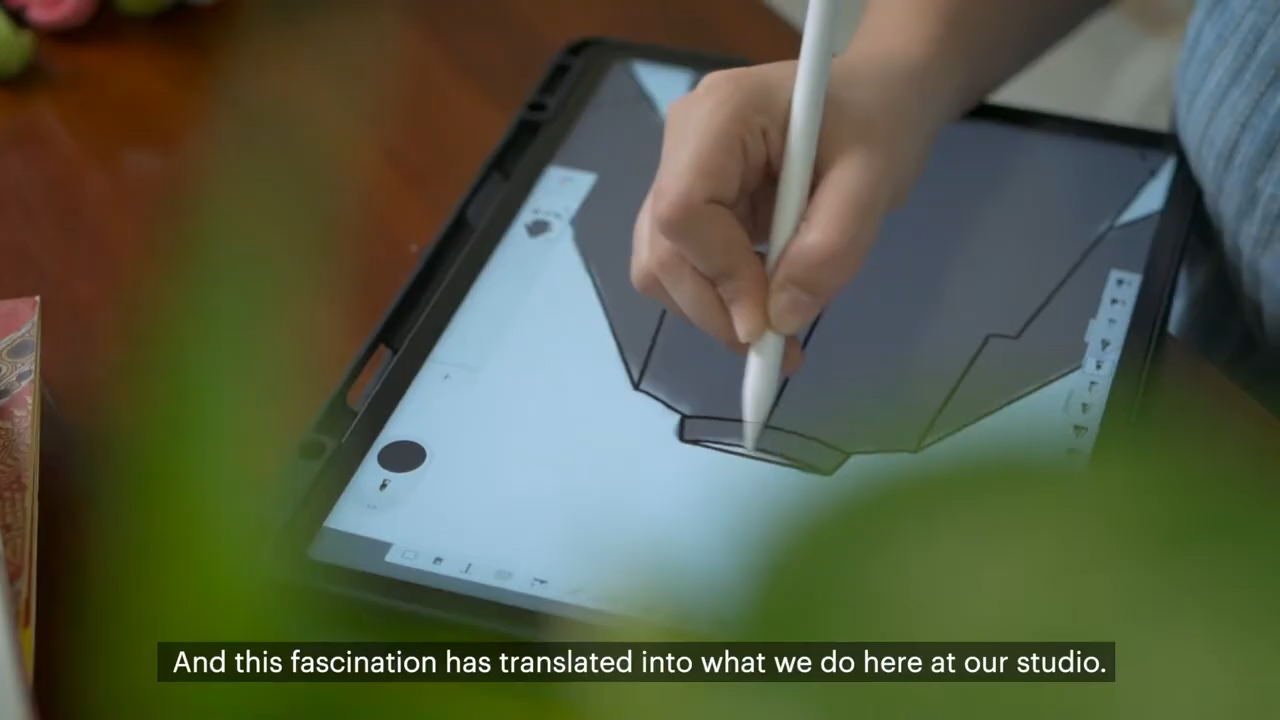 And this fascination has translated into what we do here at our studio.